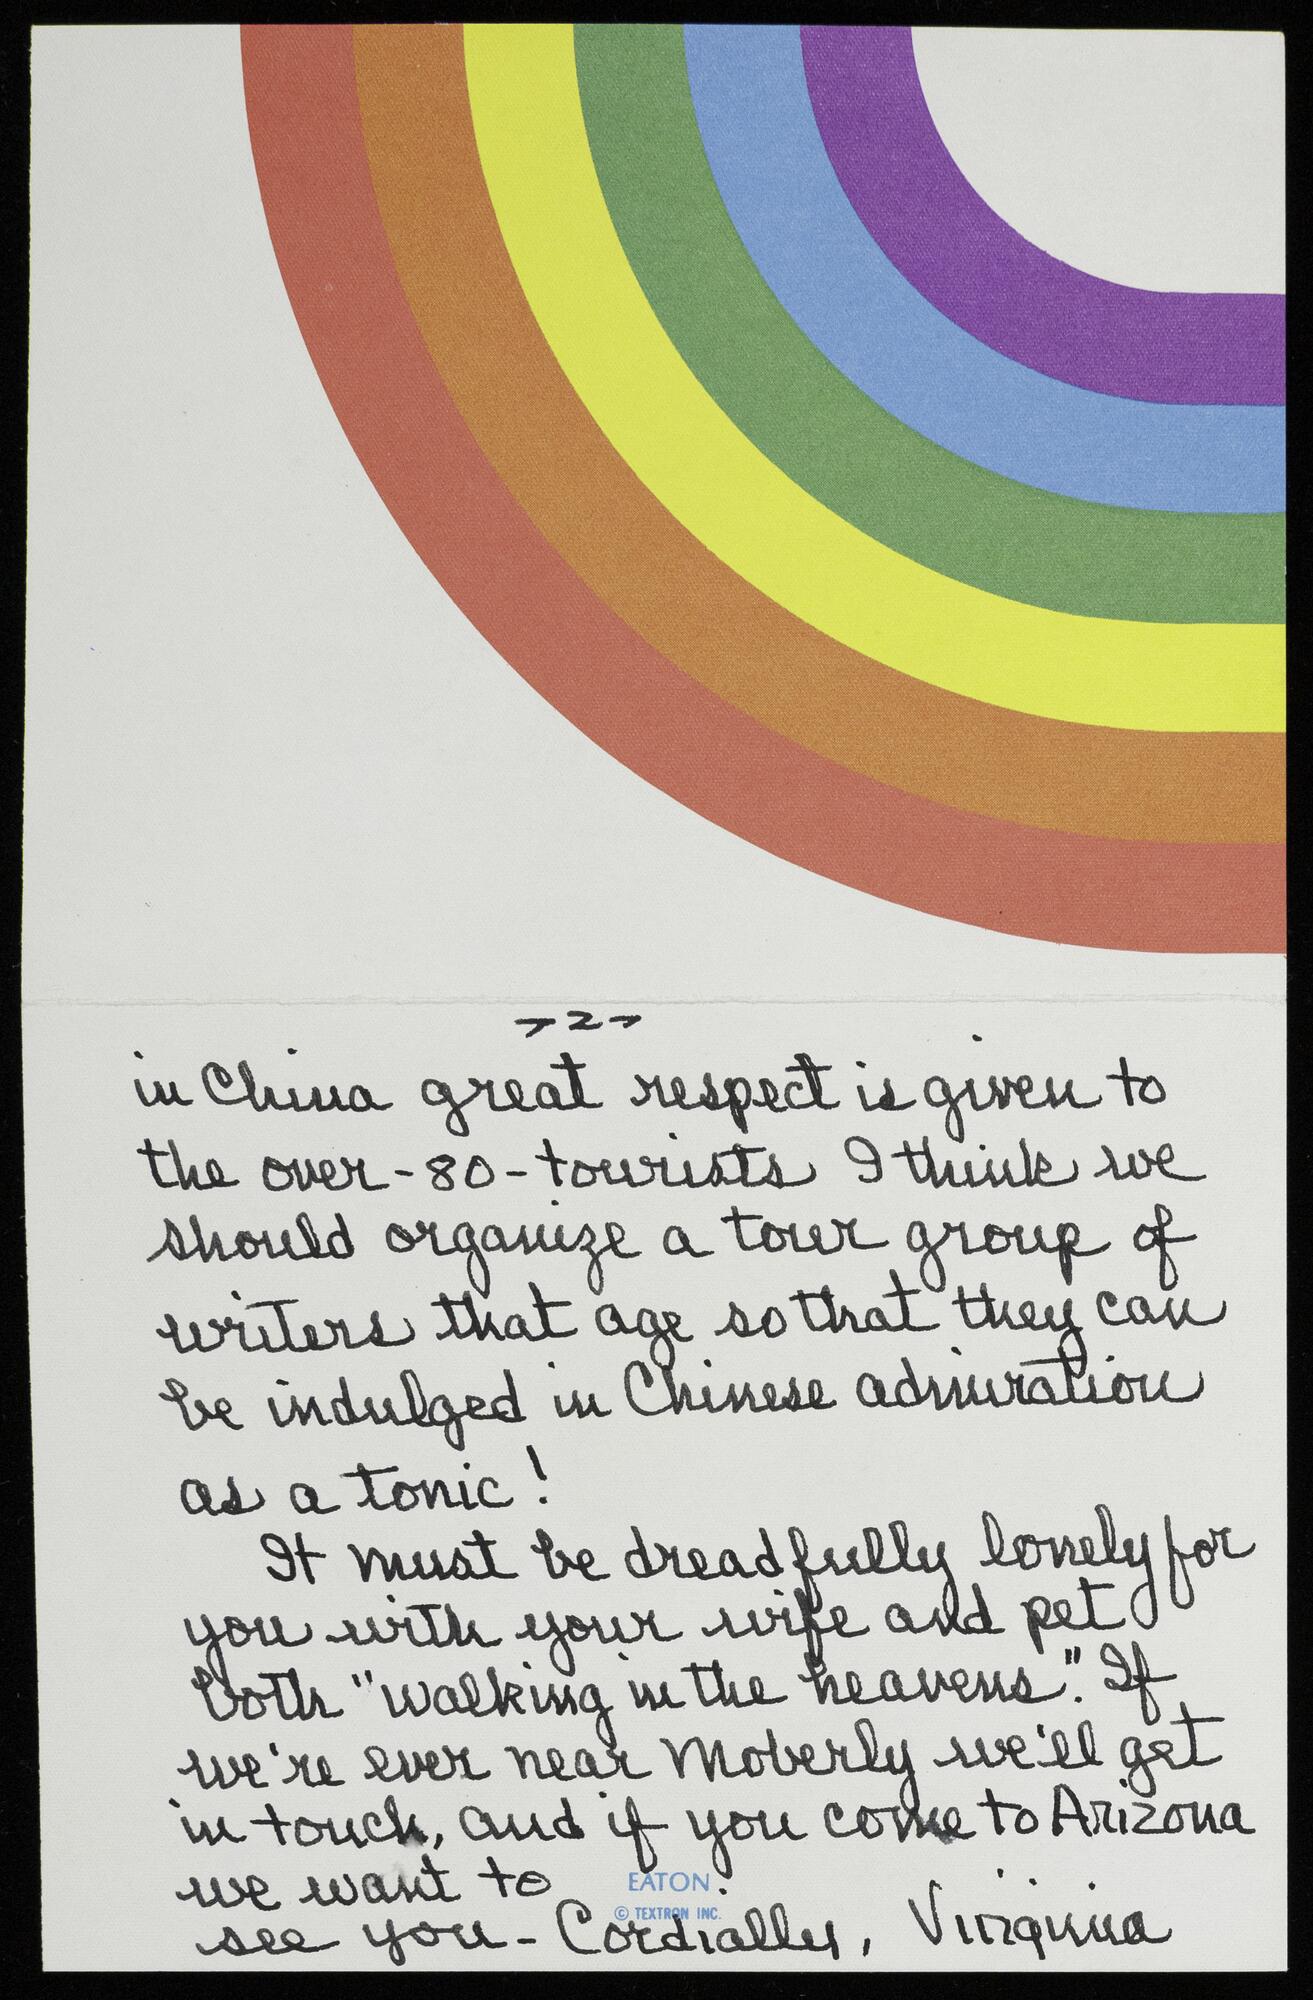 -2-
in China great respect is given to
the over-80-tourists I think we
should organize a tour group of
writers that age so that they can
be indulged in Chinese admiration
as a tonic!
It must be dreadfully lonely for
you with your wife and pet
both "walking in the heavens". If
we're ever near Moberly we'll get
in touch, and if you come to Arizona
we want to
EATON
© TEXTRON INC.
see you - Cordially, Virginia